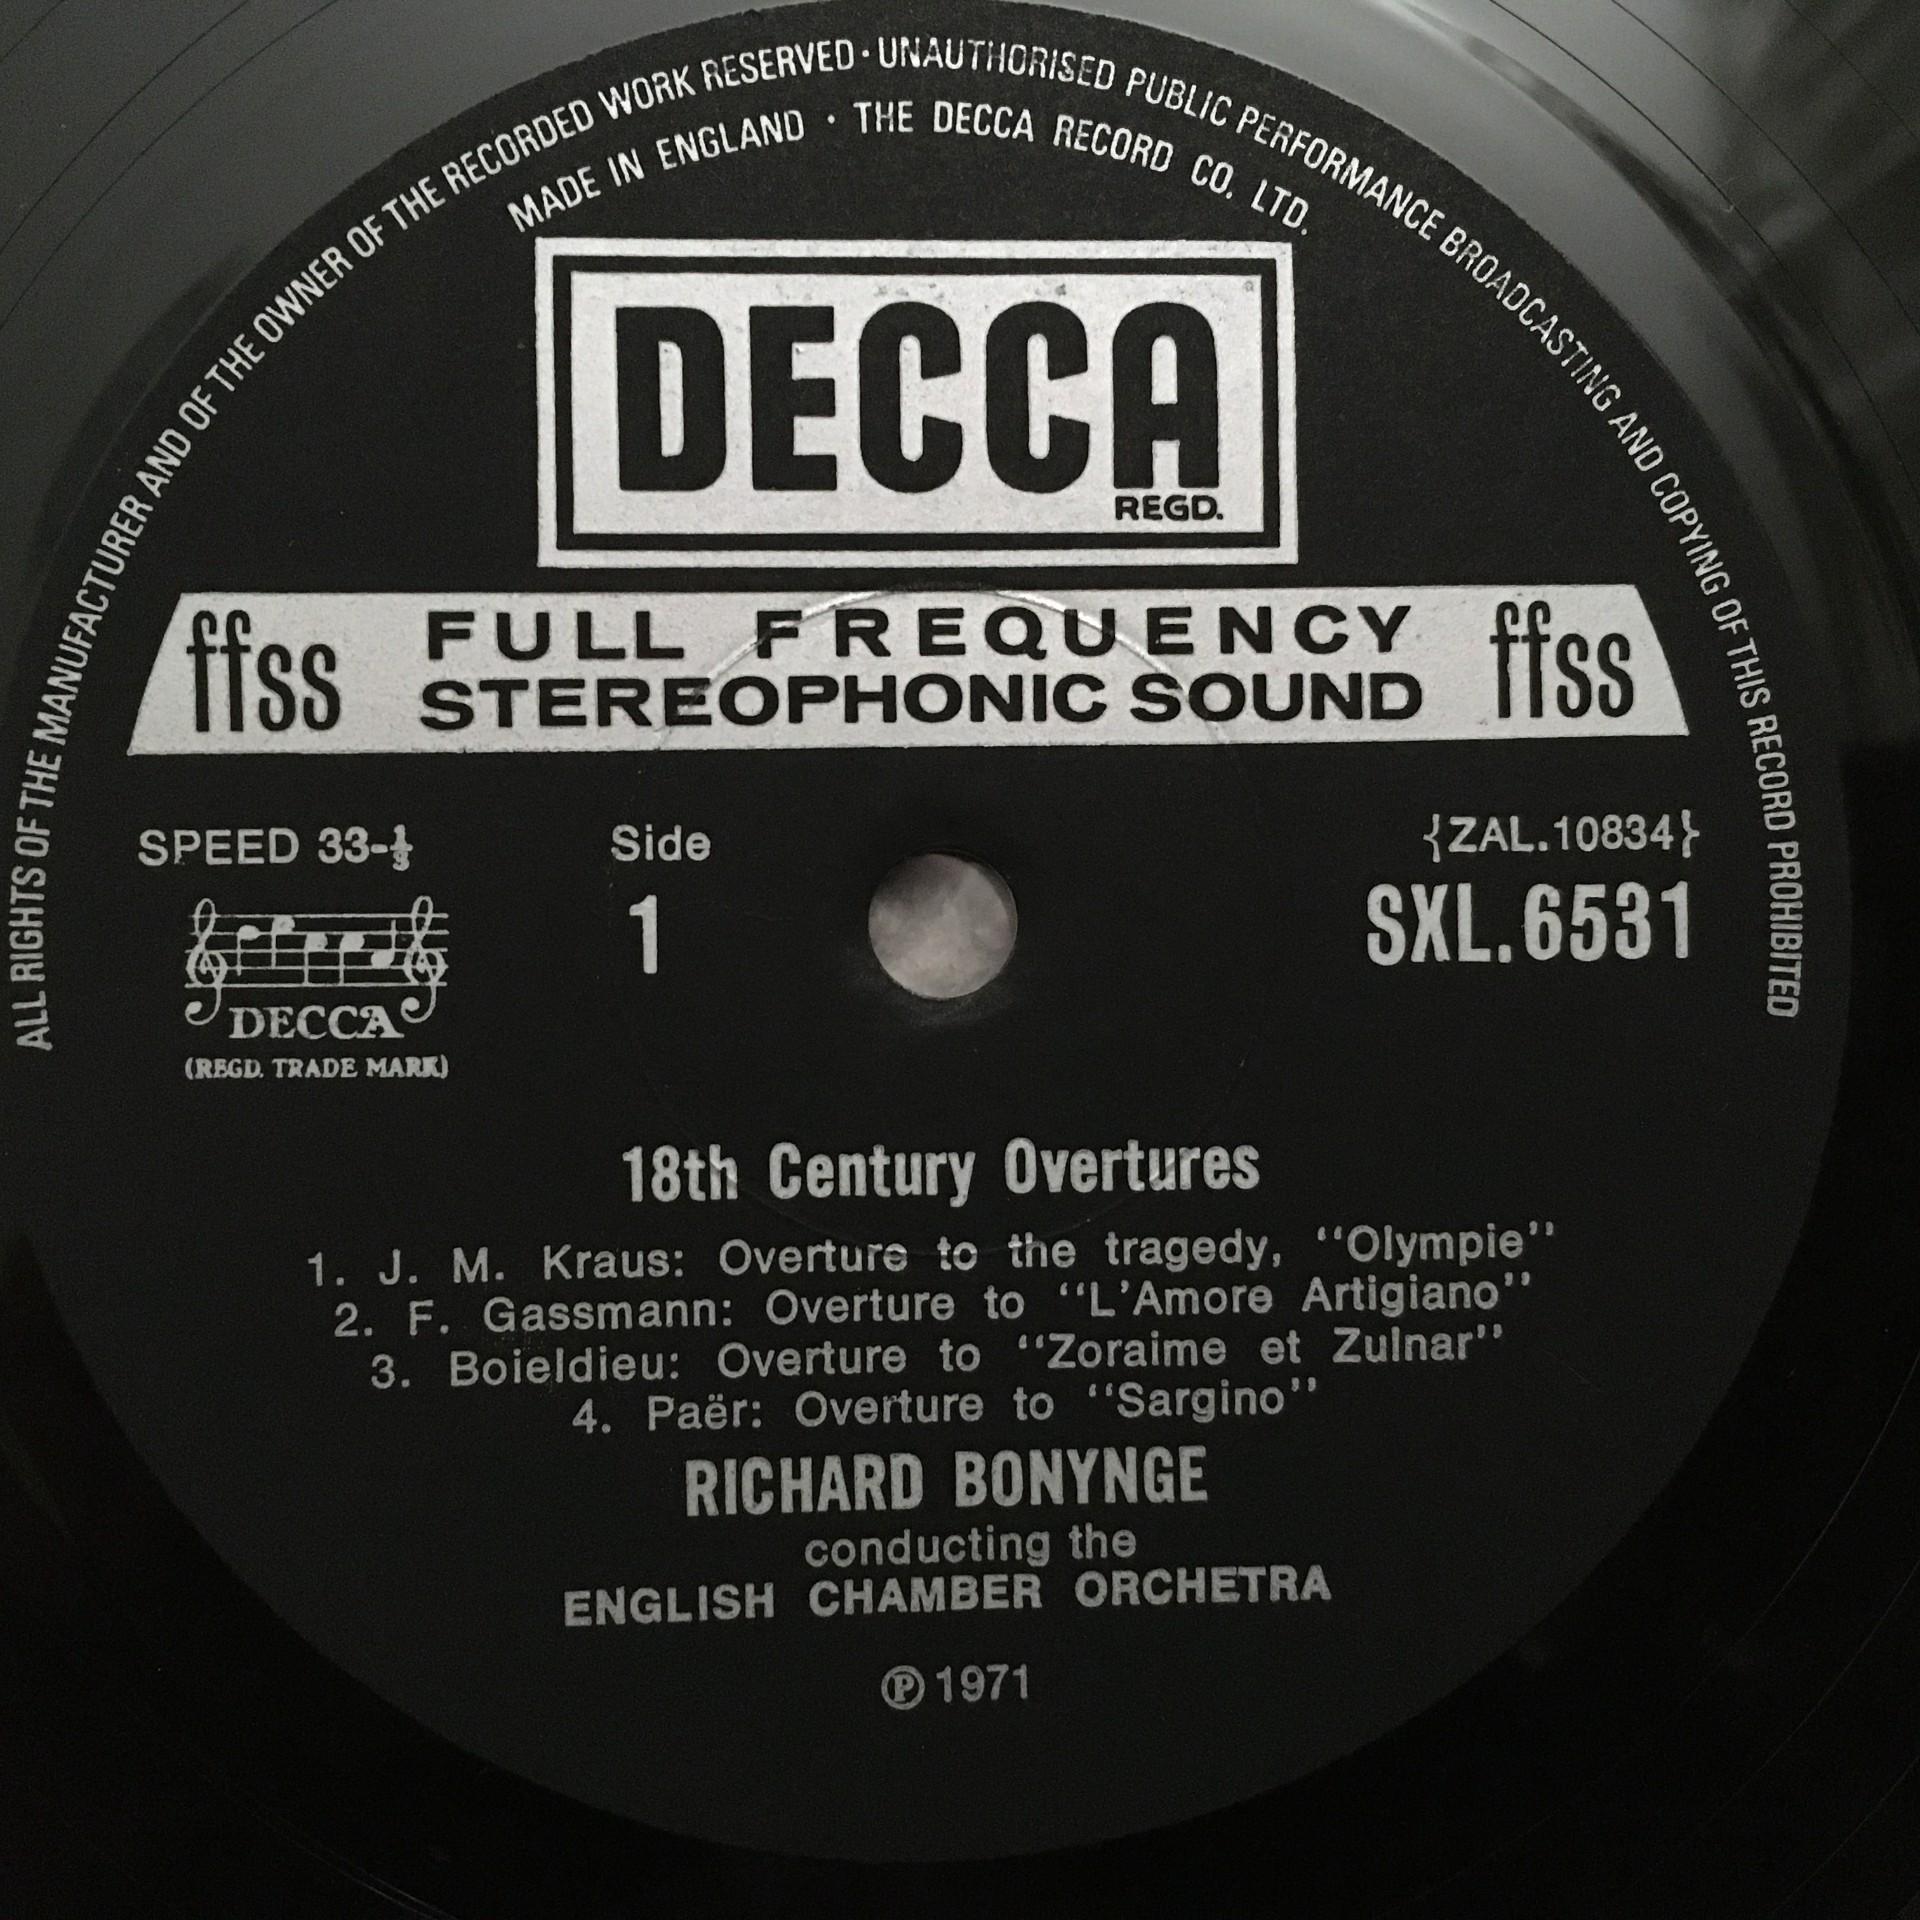 ALL RIGHTS OF THE MANUFACTURER AND OF THE OWNER OF THE RECORDED WORK RESERVED · UNAUTHORISED PUBLIC PERFORMANCE BROADCASTING AND COPYING OF THIS RECORD PROHIBITED
MADE IN ENGLAND · THE DECCA RECORD CO. LTD.
DECCA
REGD.
ffss FULL FREQUENCY ffss
STEREOPHONIC SOUND
SPEED 33-⅓ Side {ZAL.10834}
1 SXL.6531
DECCA
(REGD. TRADE MARK)
18th Century Overtures
1. J. M. Kraus: Overture to the tragedy, "Olympie"
2. F. Gassmann: Overture to "L'Amore Artigiano"
3. Boieldieu: Overture to "Zoraime et Zulnar"
4. Paër: Overture to "Sargino"
RICHARD BONYNGE
conducting the
ENGLISH CHAMBER ORCHETRA
℗ 1971